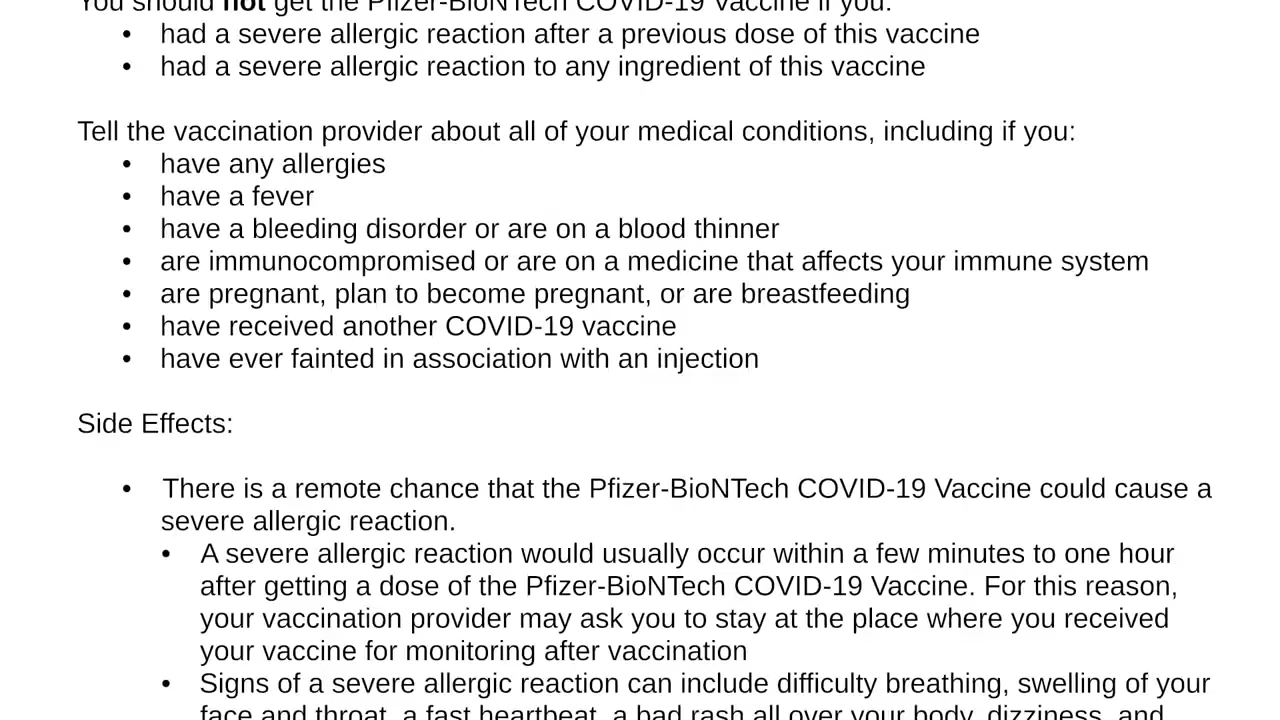 You should not get the Pfizer-BioNTech COVID-19 Vaccine if you:
• had a severe allergic reaction after a previous dose of this vaccine
• had a severe allergic reaction to any ingredient of this vaccine
Tell the vaccination provider about all of your medical conditions, including if you:
• have any allergies
• have a fever
• have a bleeding disorder or are on a blood thinner
• are immunocompromised or are on a medicine that affects your immune system
• are pregnant, plan to become pregnant, or are breastfeeding
• have received another COVID-19 vaccine
• have ever fainted in association with an injection
Side Effects:
• There is a remote chance that the Pfizer-BioNTech COVID-19 Vaccine could cause a
severe allergic reaction.
• A severe allergic reaction would usually occur within a few minutes to one hour
after getting a dose of the Pfizer-BioNTech COVID-19 Vaccine. For this reason,
your vaccination provider may ask you to stay at the place where you received
your vaccine for monitoring after vaccination
• Signs of a severe allergic reaction can include difficulty breathing, swelling of your
face and throat, a fast heartbeat, a bad rash all over your body, dizziness, and